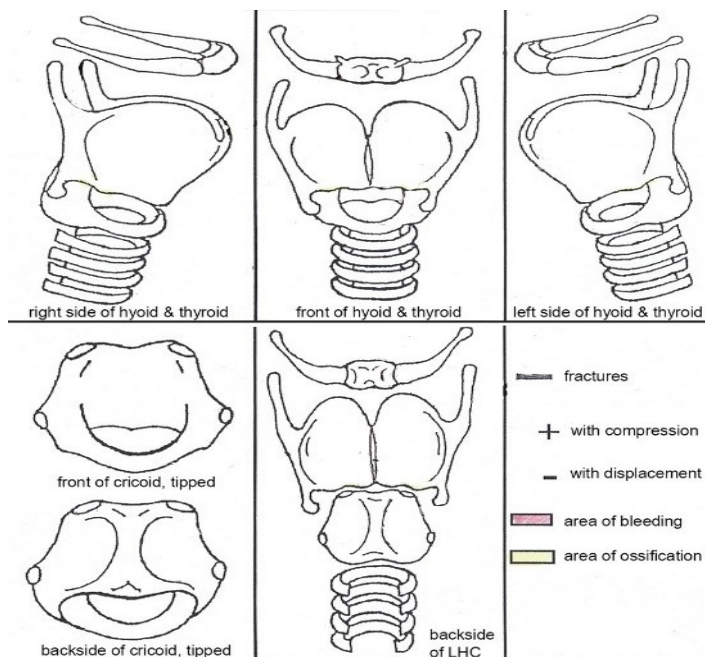 right side of hyoid & thyroid
front of hyoid & thyroid
left side of hyoid & thyroid
front of cricoid, tipped
backside of cricoid, tipped
backside
of LHC
fractures
with compression
with displacement
area of bleeding
area of ossification